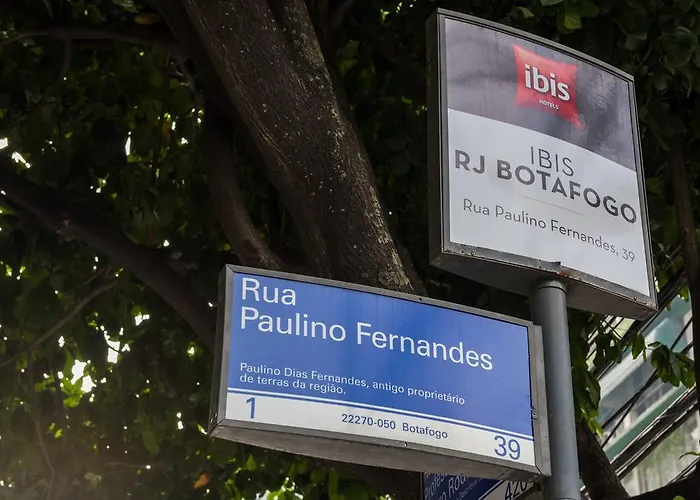 ibis
HOTELS
IBIS
RJ BOTAFOGO
Rua Paulino Fernandes, 39
Rua
Paulino Fernandes
Paulino Dias Fernandes, antigo proprietário
de terras da região.
1 22270-050 Botafogo 39